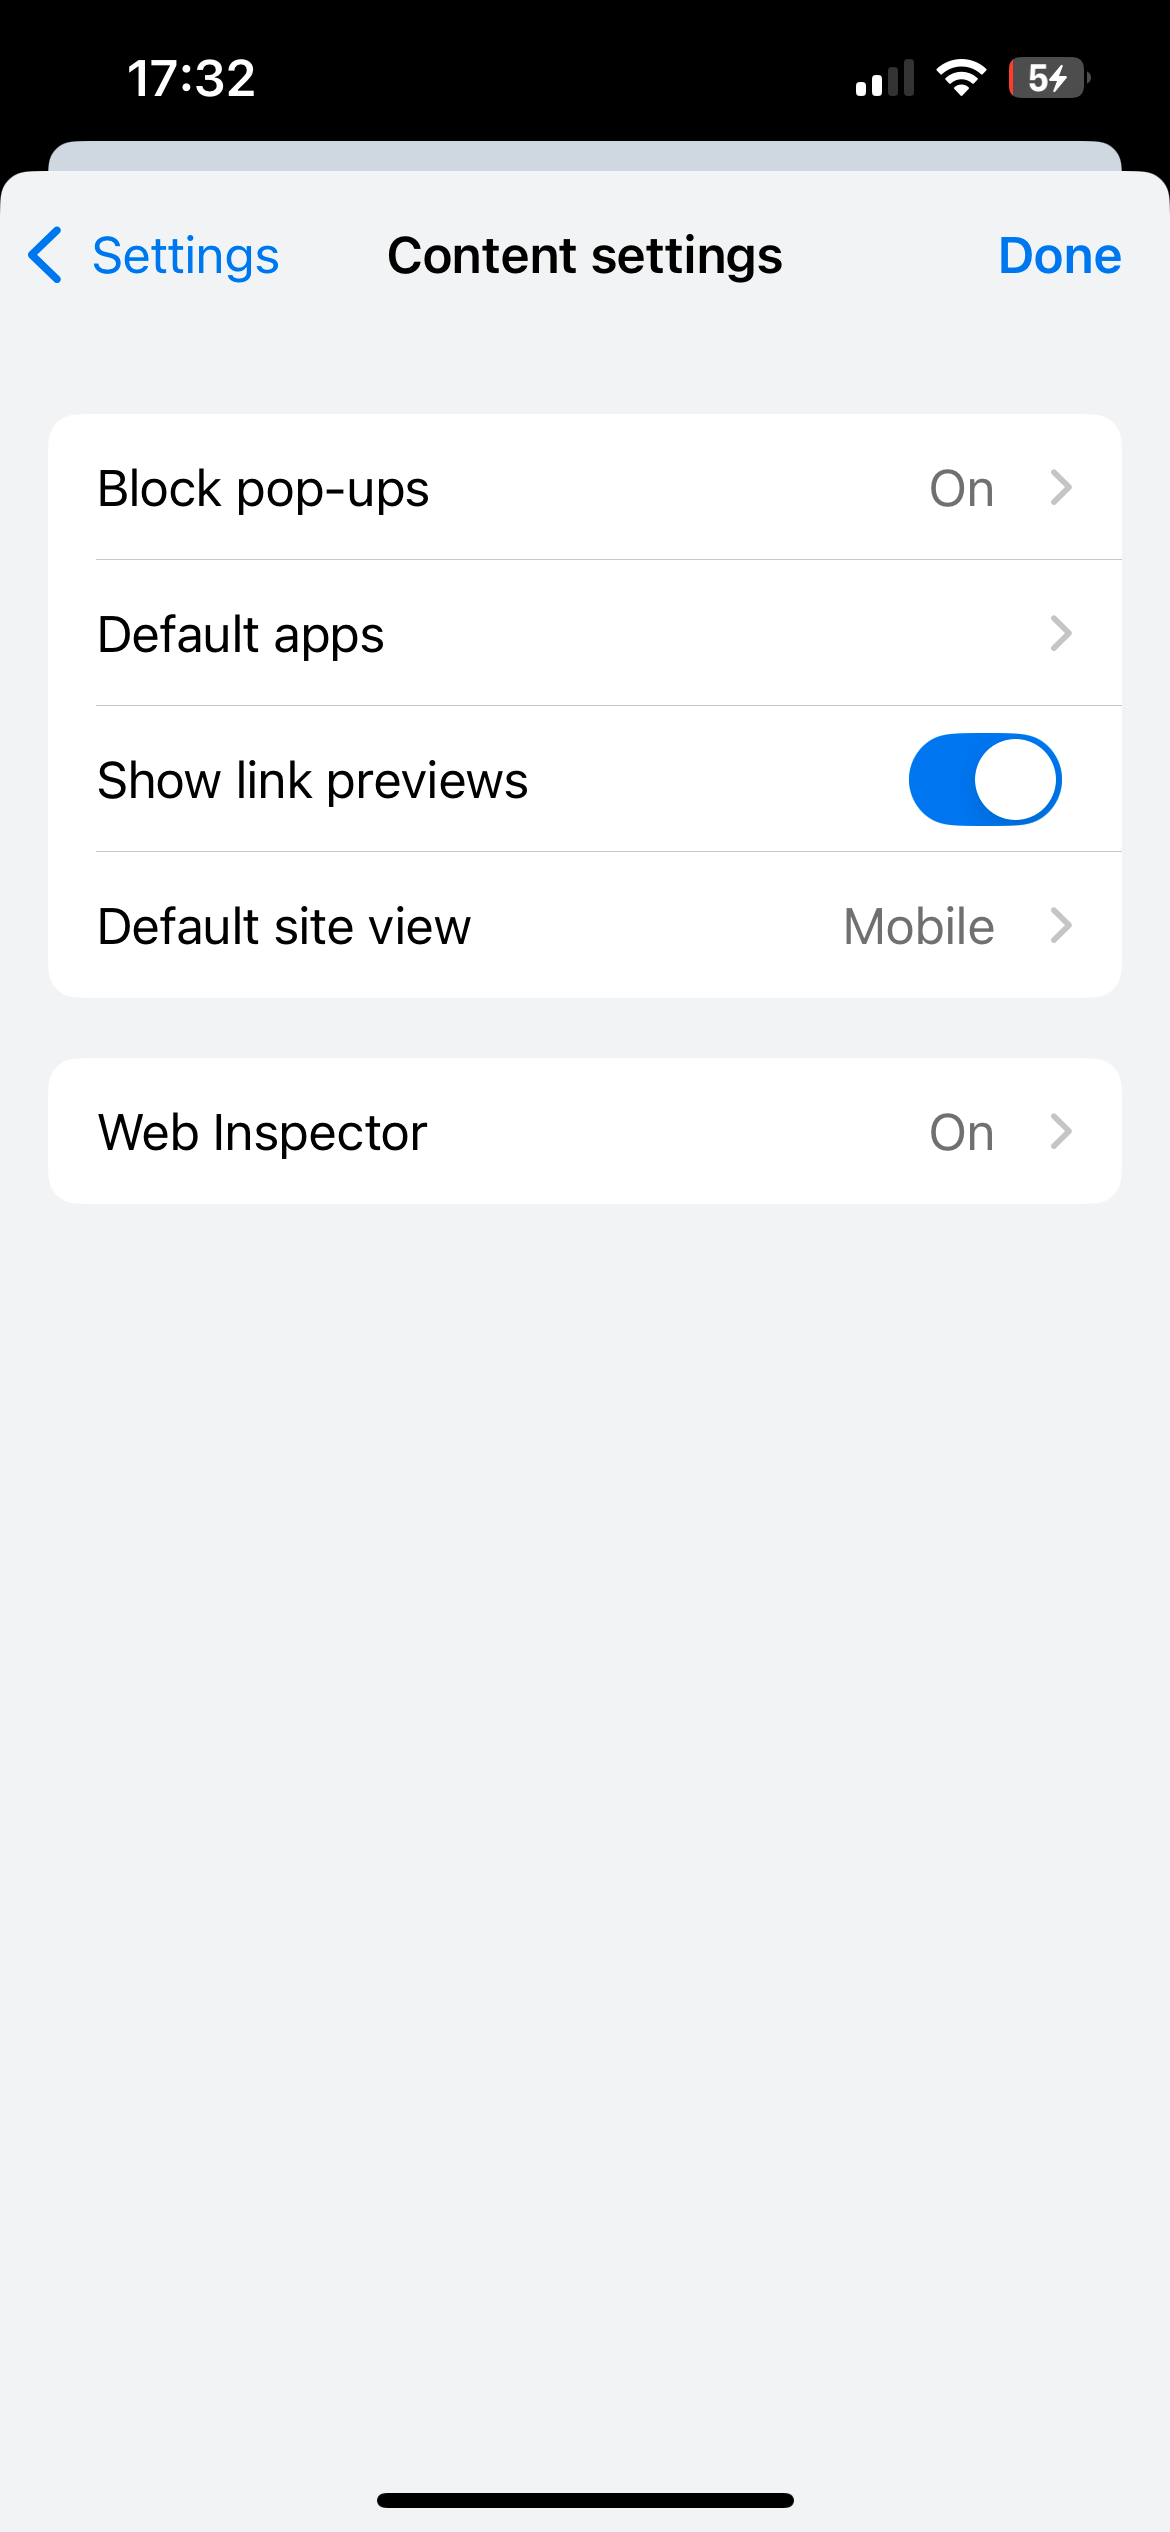 17:32
5
Settings
Content settings
Done
Block pop-ups
On
Default apps
Show link previews
Default site view
Mobile
Web Inspector
On